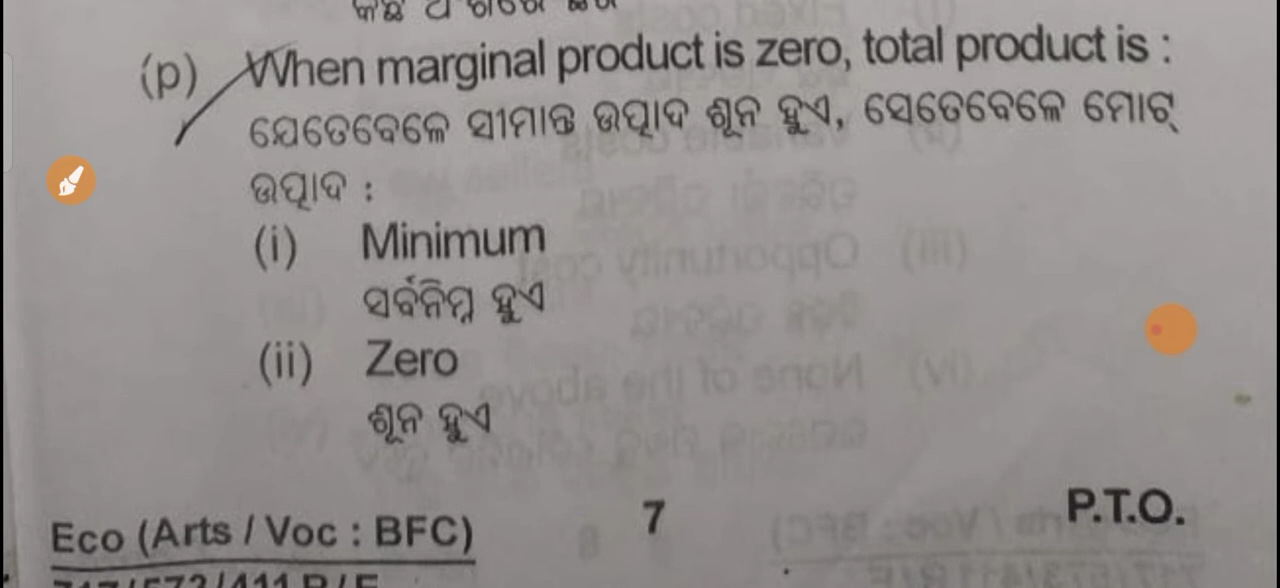 (p) When marginal product is zero, total product is :
ଯେତେବେଳେ ସୀମାନ୍ତ ଉତ୍ପାଦ ଶୂନ ହୁଏ, ସେତେବେଳେ ମୋଟ୍
ଉତ୍ପାଦ :
(i) Minimum
ସର୍ବନିମ୍ନ ହୁଏ
(ii) Zero
ଶୂନ ହୁଏ
Eco (Arts / Voc : BFC) 7 P.T.O.